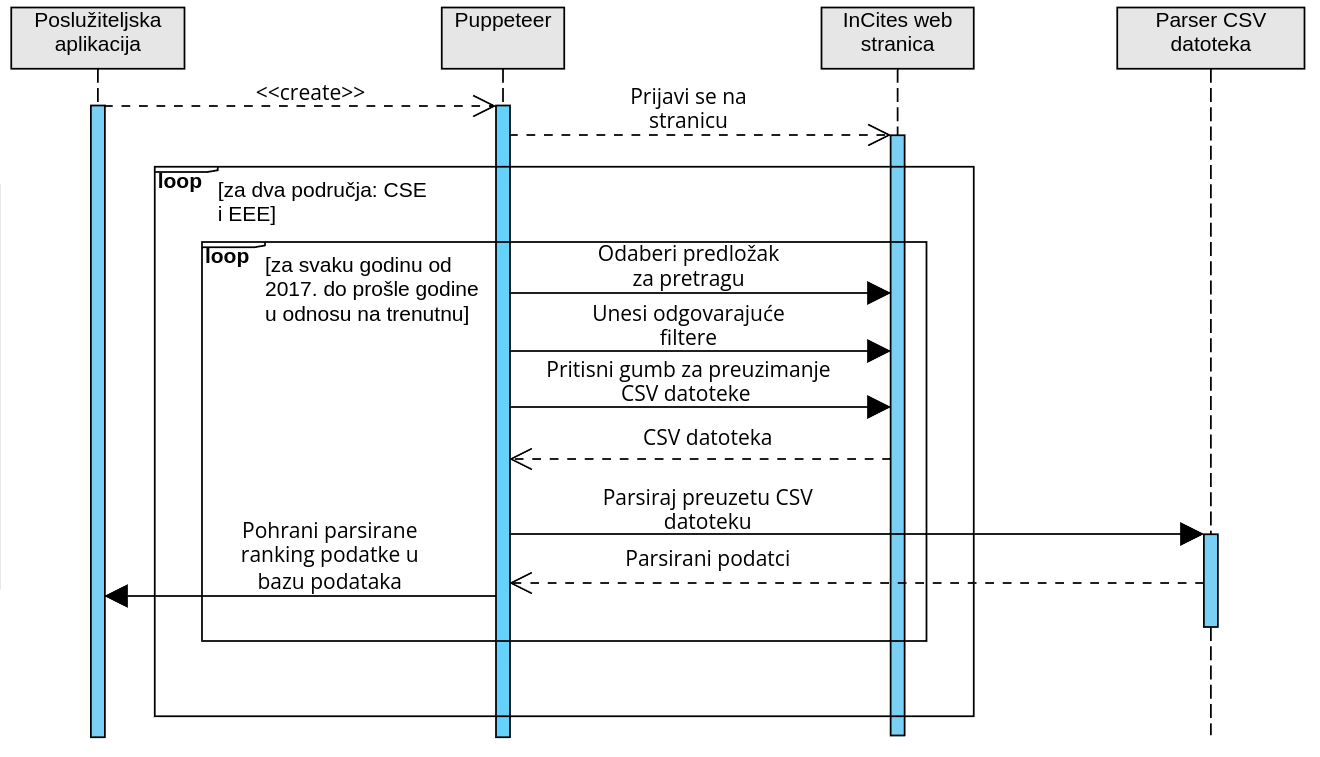 Poslužiteljska
aplikacija
Puppeteer
InCites web
stranica
Parser CSV
datoteka
<<create>>
Prijavi se na
stranicu
loop
[za dva područja: CSE
i EEE]
loop
[za svaku godinu od
2017. do prošle godine
u odnosu na trenutnu]
Odaberi predložak
za pretragu
Unesi odgovarajuće
filtere
Pritisni gumb za preuzimanje
CSV datoteke
CSV datoteka
Parsiraj preuzetu CSV
datoteku
Parsirani podatci
Pohrani parsirane
ranking podatke u
bazu podataka